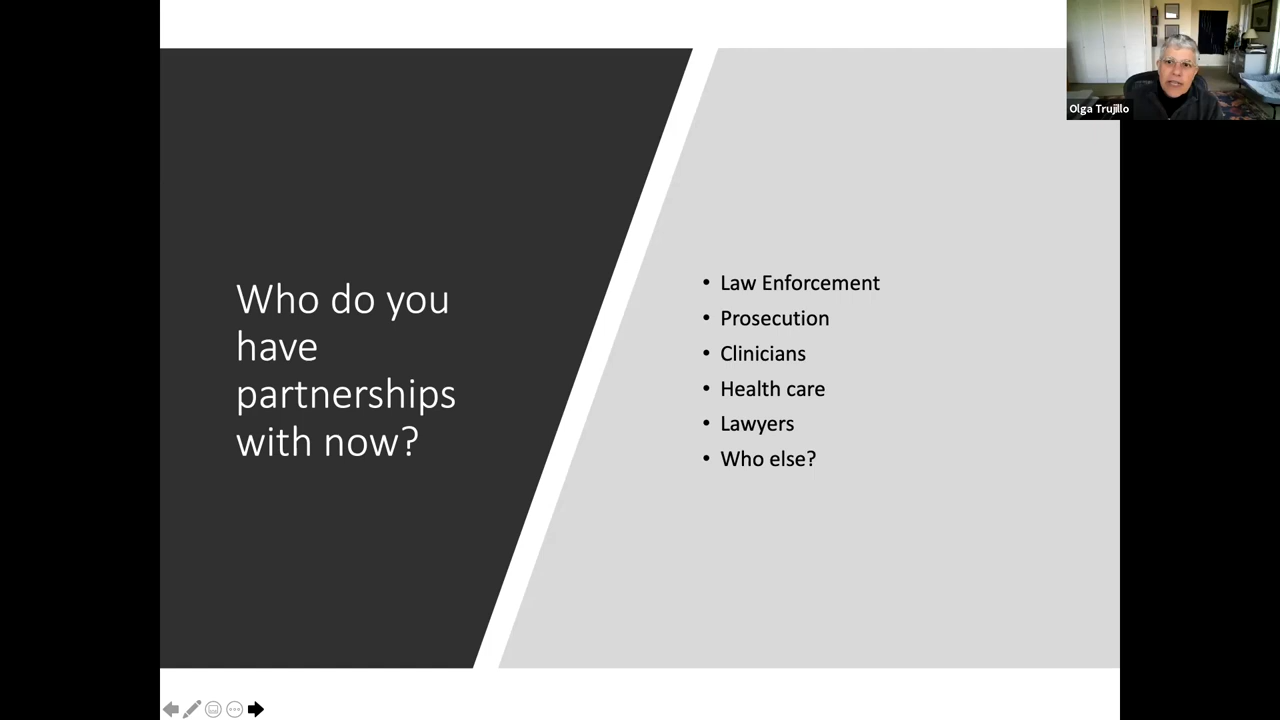 Olga Trujillo
Who do you
have
partnerships
with now?
• Law Enforcement
• Prosecution
• Clinicians
• Health care
• Lawyers
• Who else?